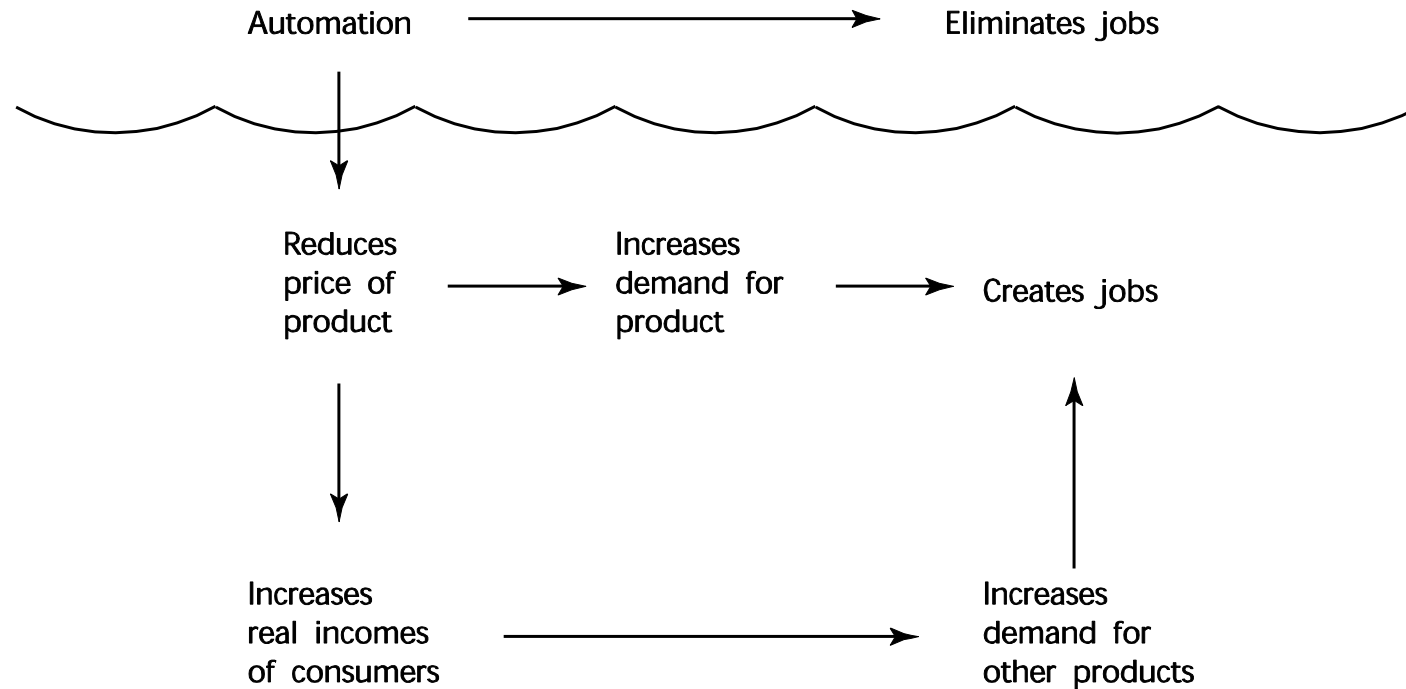 Automation
Eliminates jobs
Reduces
price of
product
Increases
demand for
product
Creates jobs
Increases
real incomes
of consumers
Increases
demand for
other products